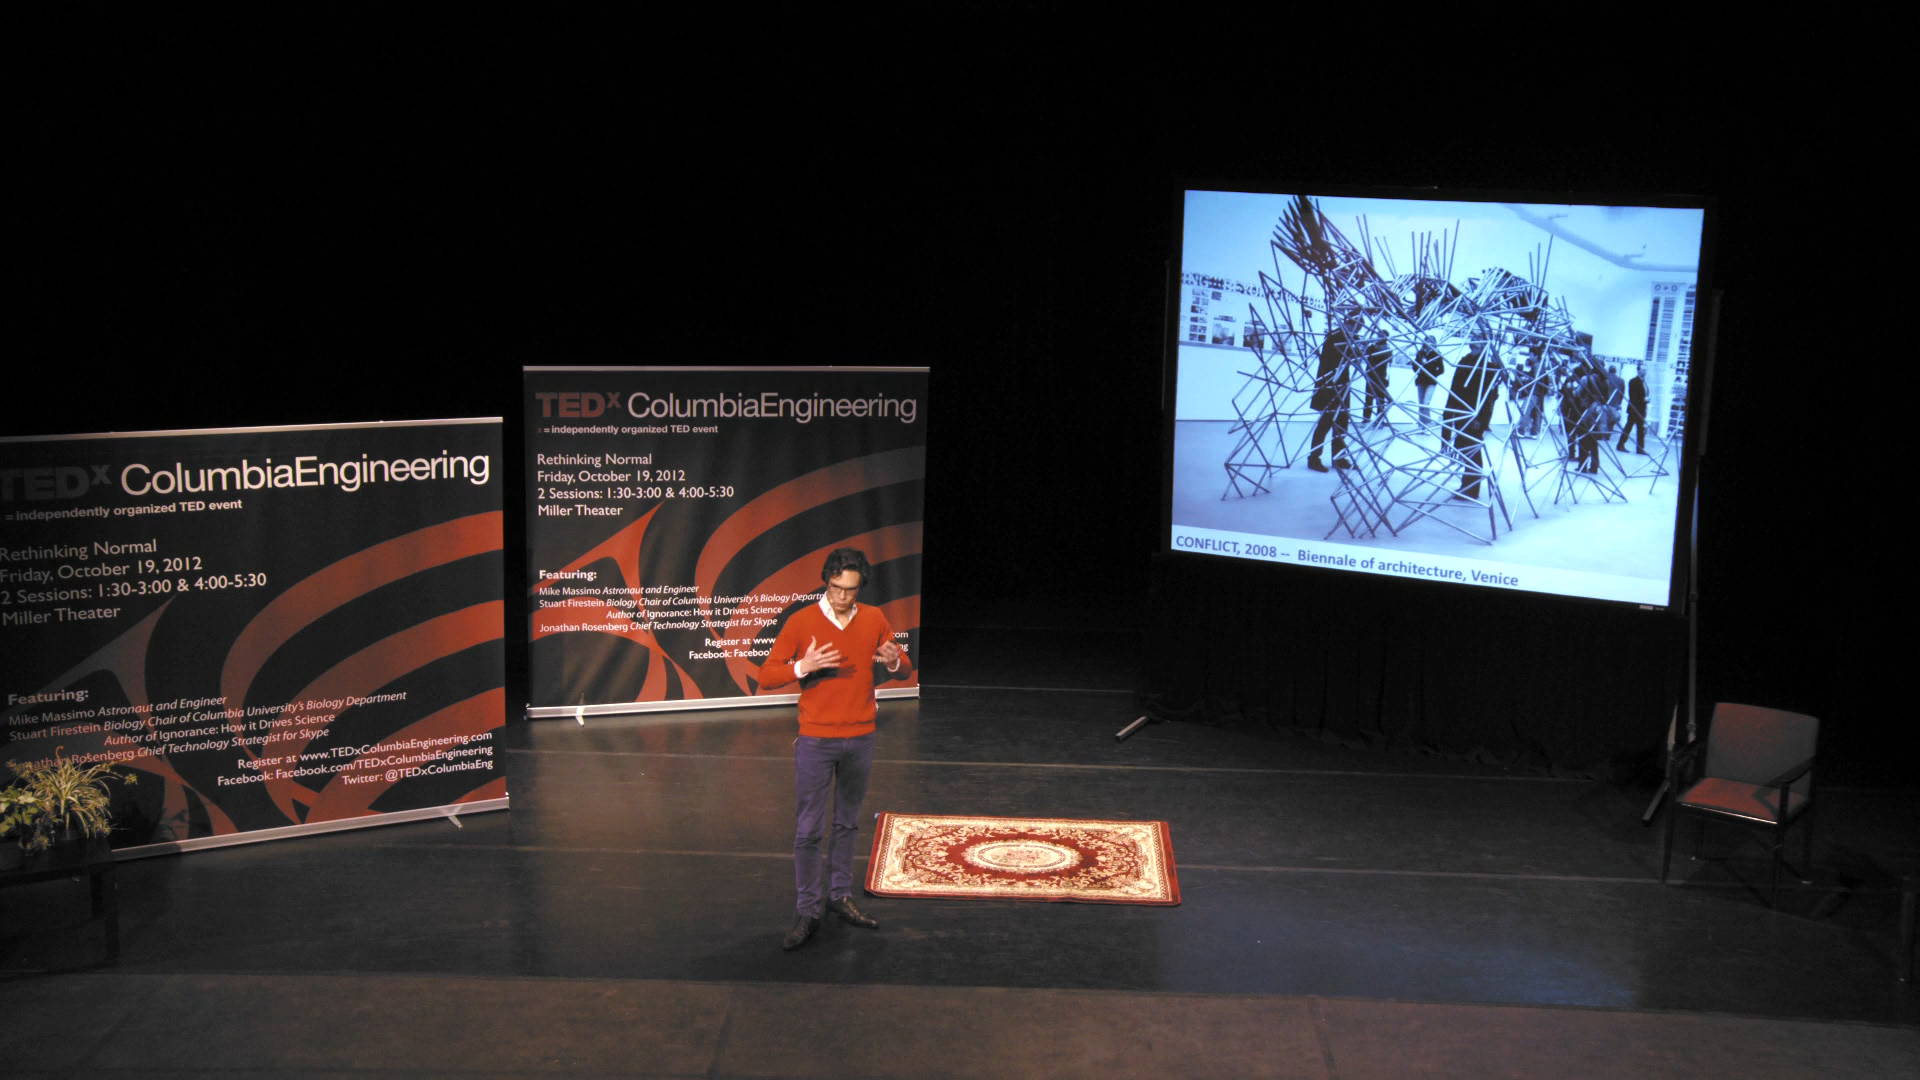 TEDx ColumbiaEngineering
= independently organized TED event
Rethinking Normal
Friday, October 19, 2012
2 Sessions: 1:30-3:00 & 4:00-5:30
Miller Theater
Featuring:
Mike Massimo Astronaut and Engineer
Stuart Firestein Biology Chair of Columbia University's Biology Department
Author of Ignorance: How it Drives Science
Jonathan Rosenberg Chief Technology Strategist for Skype
Register at www.TEDxColumbiaEngineering.com
Facebook: Facebook.com/TEDxColumbiaEngineering
Twitter: @TEDxColumbiaEng
TEDx ColumbiaEngineering
x = independently organized TED event
Rethinking Normal
Friday, October 19, 2012
2 Sessions: 1:30-3:00 & 4:00-5:30
Miller Theater
Featuring:
Mike Massimo Astronaut and Engineer
Stuart Firestein Biology Chair of Columbia University's Biology Departm
Author of Ignorance: How it Drives Science
Jonathan Rosenberg Chief Technology Strategist for Skype
Register at www. com
Facebook: Facebook ng
CONFLICT, 2008 -- Biennale of architecture, Venice